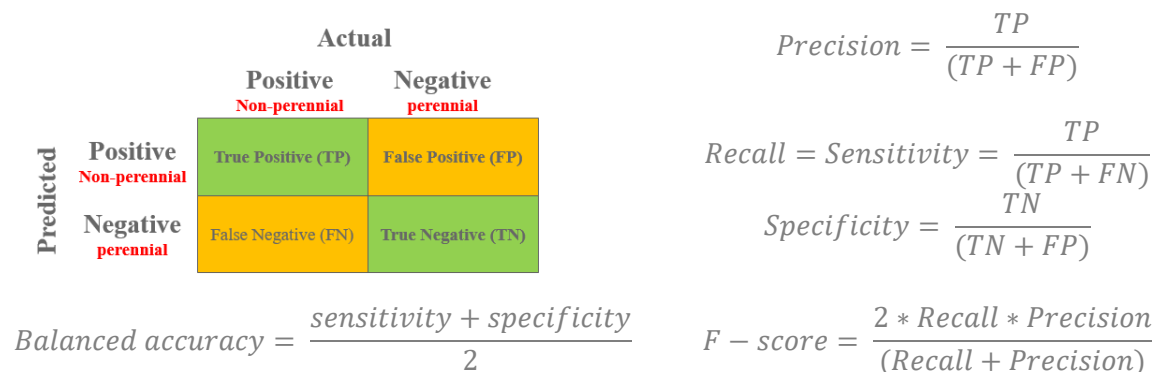 Actual
Positive Negative
Non-perennial perennial
Predicted
Positive
Non-perennial
True Positive (TP) False Positive (FP)
Negative
perennial
False Negative (FN) True Negative (TN)
Precision = TP / (TP + FP)
Recall = Sensitivity = TP / (TP + FN)
Specificity = TN / (TN + FP)
Balanced accuracy = sensitivity + specificity / 2
F − score = 2 * Recall * Precision / (Recall + Precision)